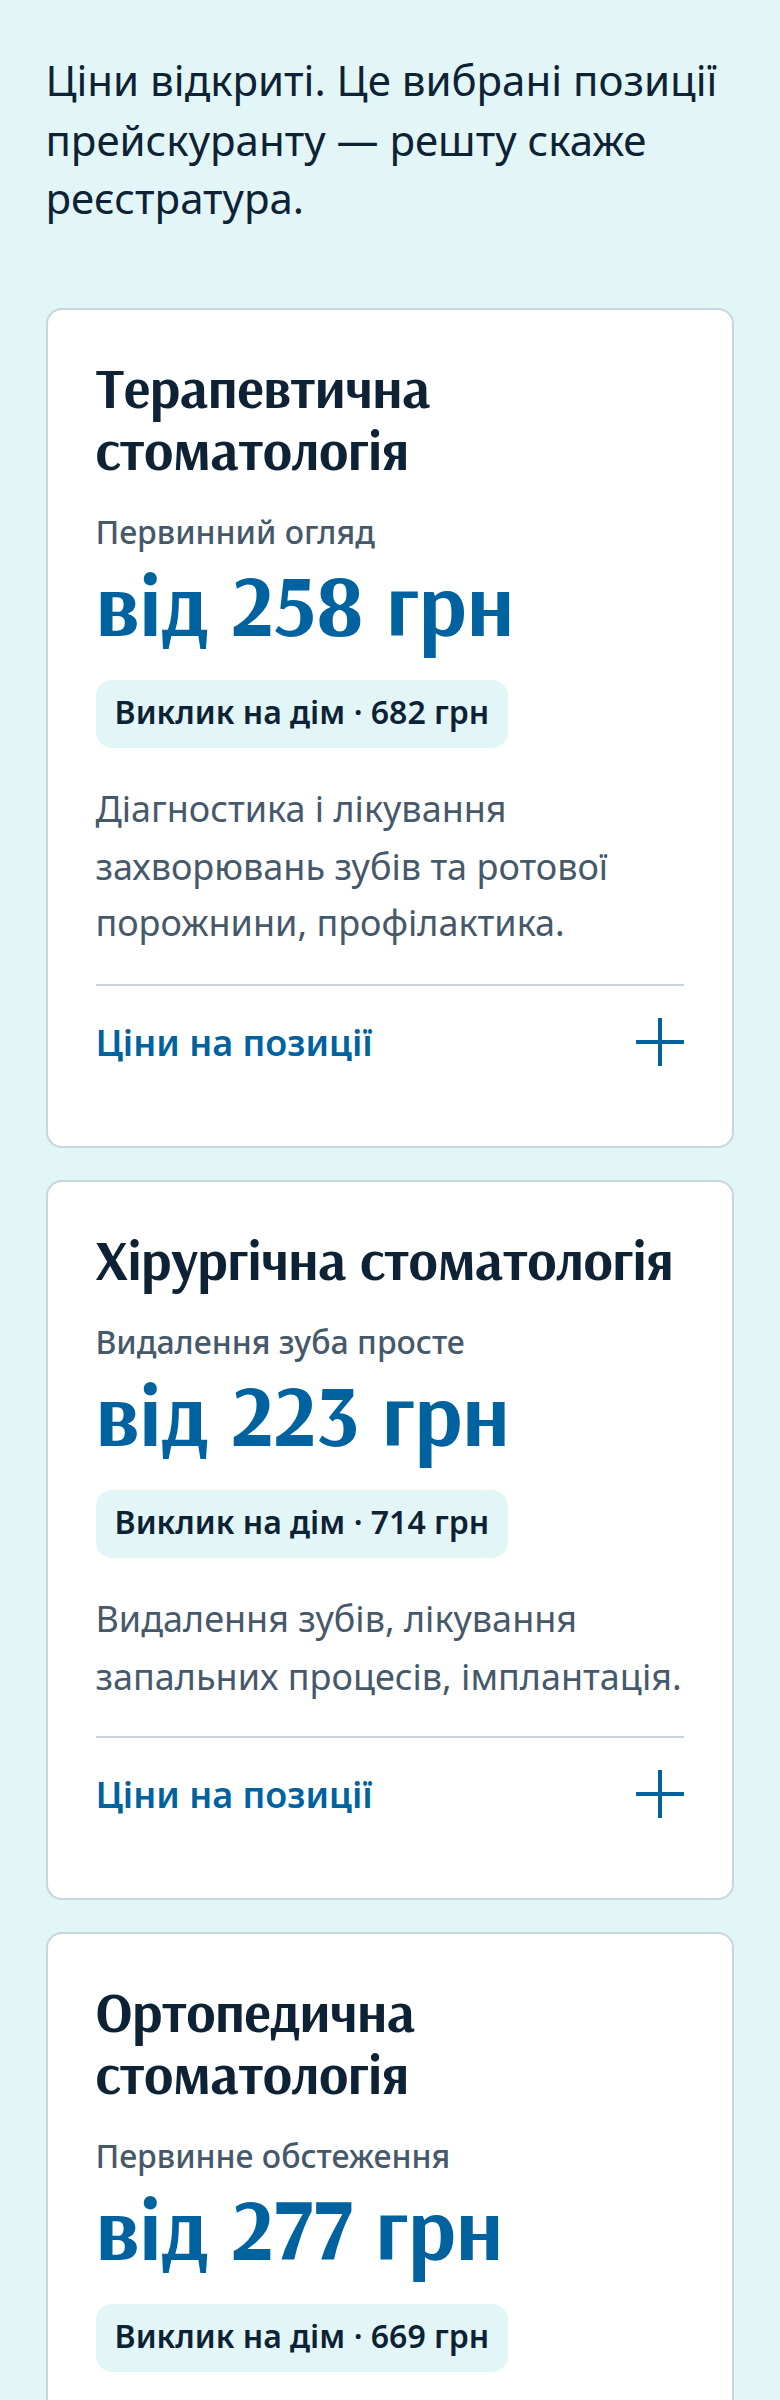 Ціни відкриті. Це вибрані позиції
прейскуранту — решту скаже
реєстратура.
Терапевтична
стоматологія
Первинний огляд
від 258 грн
Виклик на дім · 682 грн
Діагностика і лікування
захворювань зубів та ротової
порожнини, профілактика.
Ціни на позиції
Хірургічна стоматологія
Видалення зуба просте
від 223 грн
Виклик на дім · 714 грн
Видалення зубів, лікування
запальних процесів, імплантація.
Ціни на позиції
Ортопедична
стоматологія
Первинне обстеження
від 277 грн
Виклик на дім · 669 грн